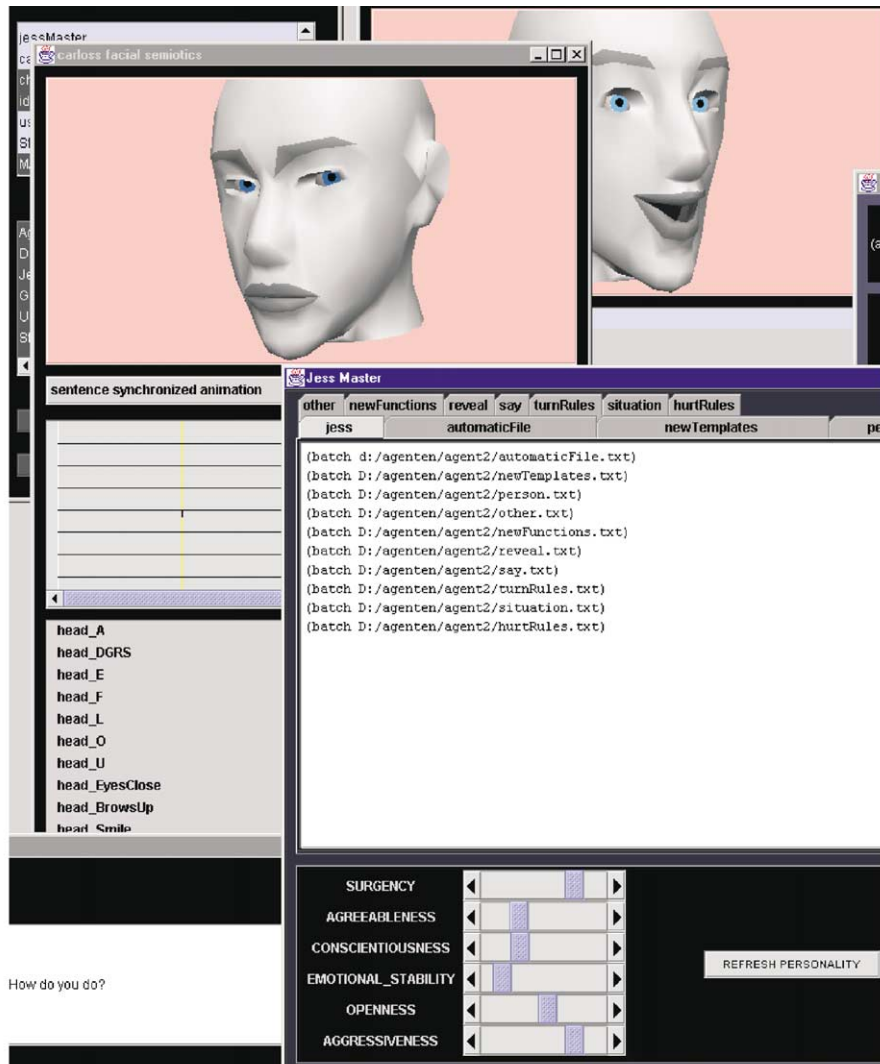 jessMaster
carloss facial semiotics
sentence synchronized animation
Jess Master
other newFunctions reveal say turnRules situation hurtRules
jess automaticFile newTemplates
(batch d:/agenten/agent2/automaticFile.txt)
(batch D:/agenten/agent2/newTemplates.txt)
(batch D:/agenten/agent2/person.txt)
(batch D:/agenten/agent2/other.txt)
(batch D:/agenten/agent2/newFunctions.txt)
(batch D:/agenten/agent2/reveal.txt)
(batch D:/agenten/agent2/say.txt)
(batch D:/agenten/agent2/turnRules.txt)
(batch D:/agenten/agent2/situation.txt)
(batch D:/agenten/agent2/hurtRules.txt)
head_A
head_DGRS
head_E
head_F
head_L
head_O
head_U
head_EyesClose
head_BrowsUp
head_Smile
SURGENCY
AGREEABLENESS
CONSCIENTIOUSNESS
EMOTIONAL_STABILITY
OPENNESS
AGGRESSIVENESS
REFRESH PERSONALITY
How do you do?